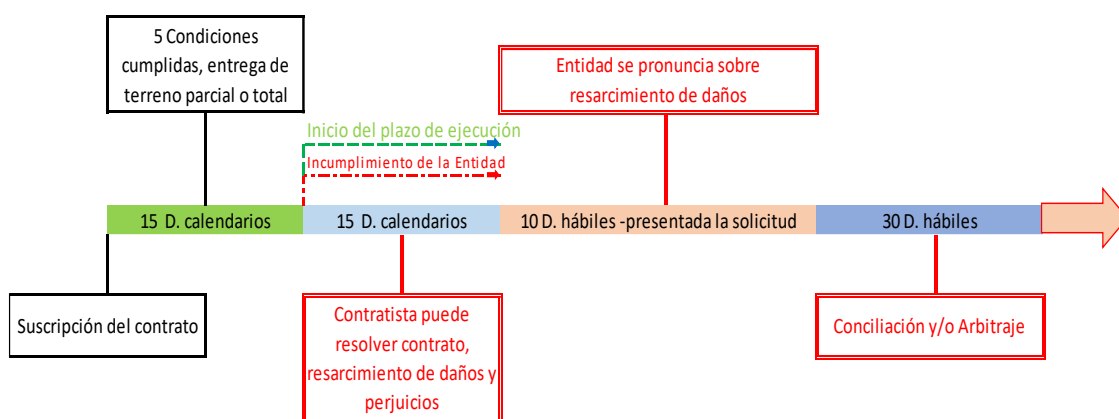 5 Condiciones
cumplidas, entrega de
terreno parcial o total
Entidad se pronuncia sobre
resarcimiento de daños
Inicio del plazo de ejecución
Incumplimiento de la Entidad
15 D. calendarios
15 D. calendarios
10 D. hábiles -presentada la solicitud
30 D. hábiles
Suscripción del contrato
Contratista puede
resolver contrato,
resarcimiento de daños y
perjuicios
Conciliación y/o Arbitraje